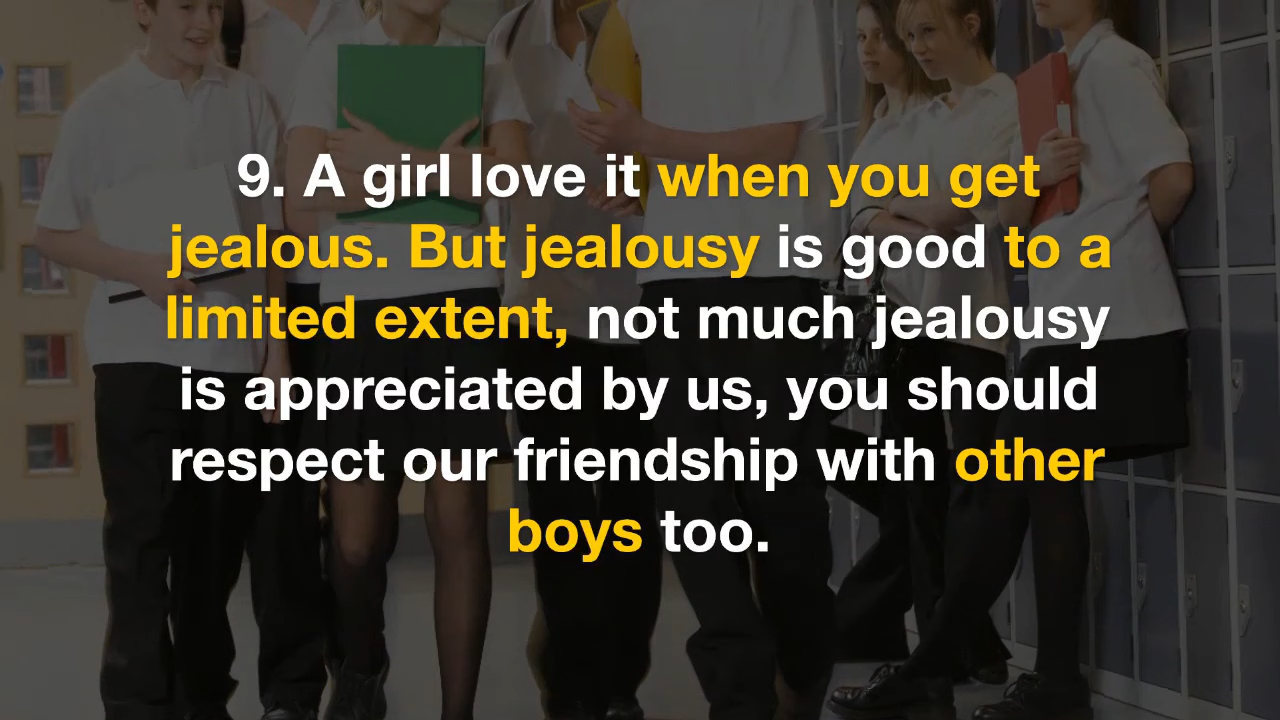 9. A girl love it when you get
jealous. But jealousy is good to a
limited extent, not much jealousy
is appreciated by us, you should
respect our friendship with other
boys too.